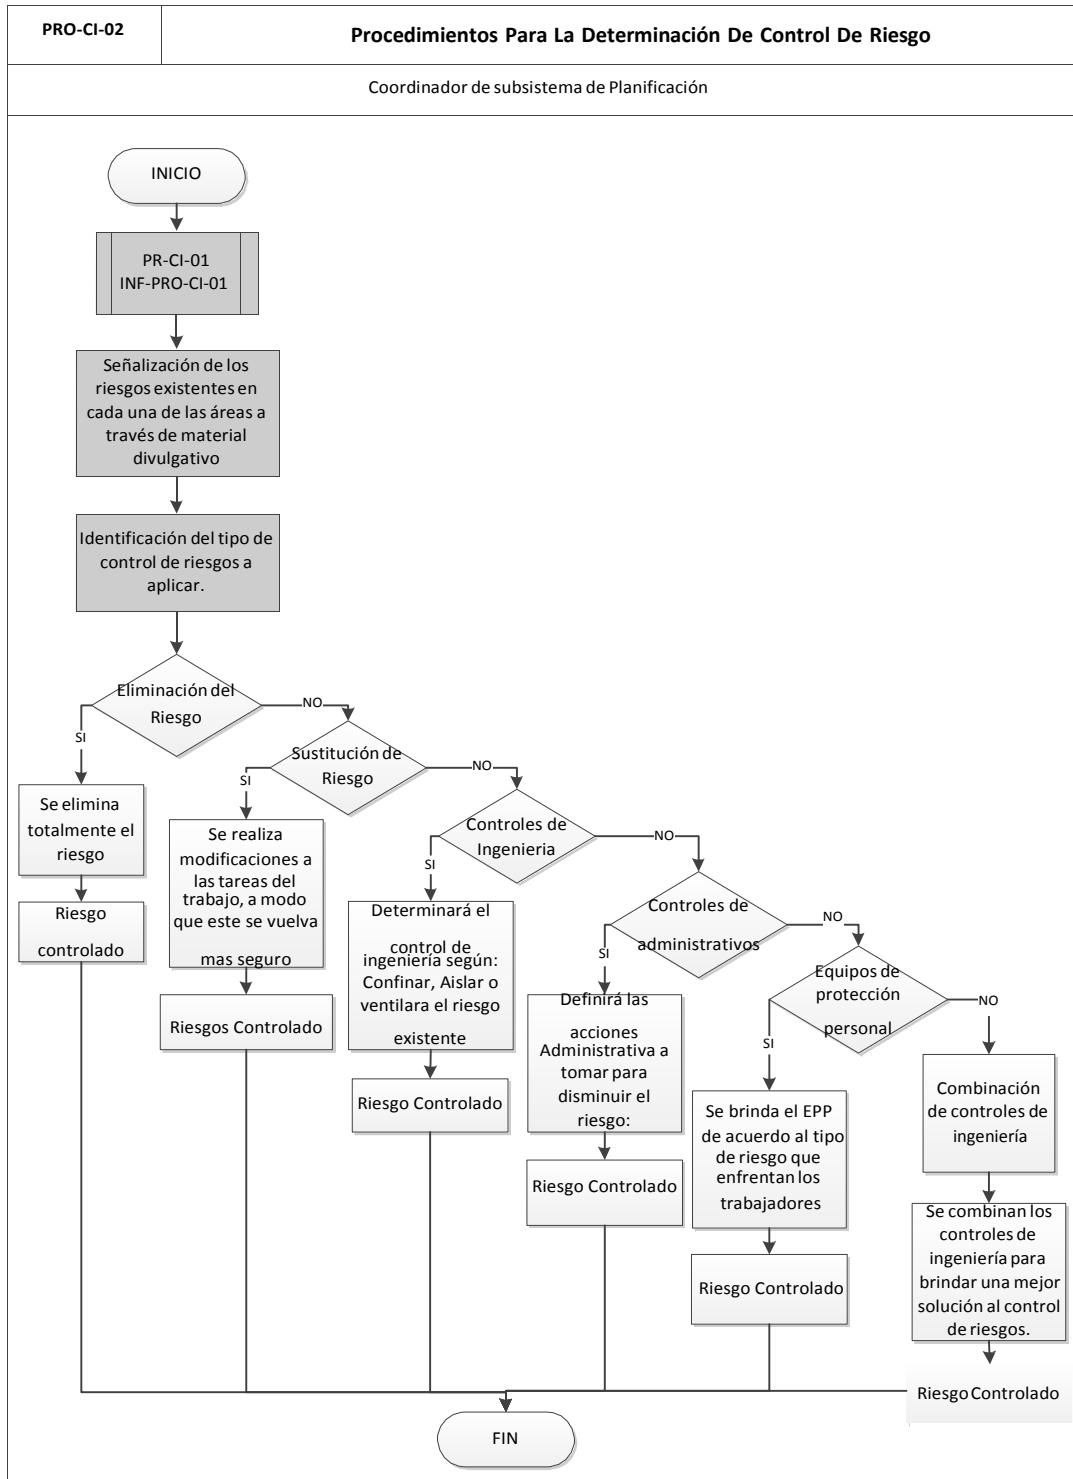 PRO-CI-02
Procedimientos Para La Determinación De Control De Riesgo
Coordinador de subsistema de Planificación
INICIO
PR-CI-01
INF-PRO-CI-01
Señalización de los
riesgos existentes en
cada una de las áreas a
través de material
divulgativo
Identificación del tipo de
control de riesgos a
aplicar.
Eliminación del
Riesgo
SI
NO
Se elimina
totalmente el
riesgo
Riesgo
controlado
Sustitución de
Riesgo
SI
NO
Se realiza
modificaciones a
las tareas del
trabajo, a modo
que este se vuelva
mas seguro
Riesgos Controlado
Controles de
Ingenieria
SI
NO
Determinará el
control de
ingeniería según:
Confinar, Aislar o
ventilara el riesgo
existente
Riesgo Controlado
Controles de
administrativos
SI
NO
Definirá las
acciones
Administrativa a
tomar para
disminuir el
riesgo:
Riesgo Controlado
Equipos de
protección
personal
SI
NO
Se brinda el EPP
de acuerdo al tipo
de riesgo que
enfrentan los
trabajadores
Riesgo Controlado
Combinación
de controles de
ingeniería
Se combinan los
controles de
ingeniería para
brindar una mejor
solución al control
de riesgos.
Riesgo Controlado
FIN